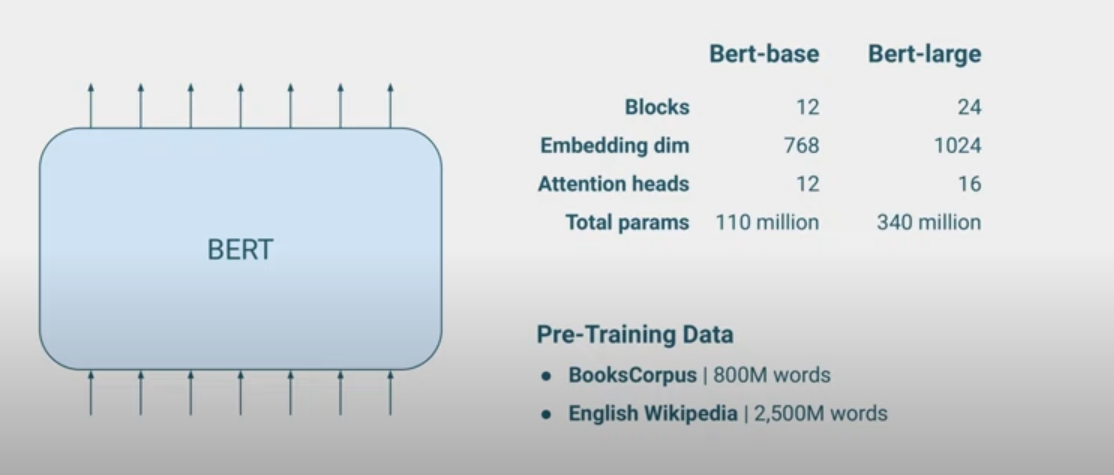 BERT
Bert-base Bert-large
Blocks 12 24
Embedding dim 768 1024
Attention heads 12 16
Total params 110 million 340 million
Pre-Training Data
● BooksCorpus | 800M words
● English Wikipedia | 2,500M words